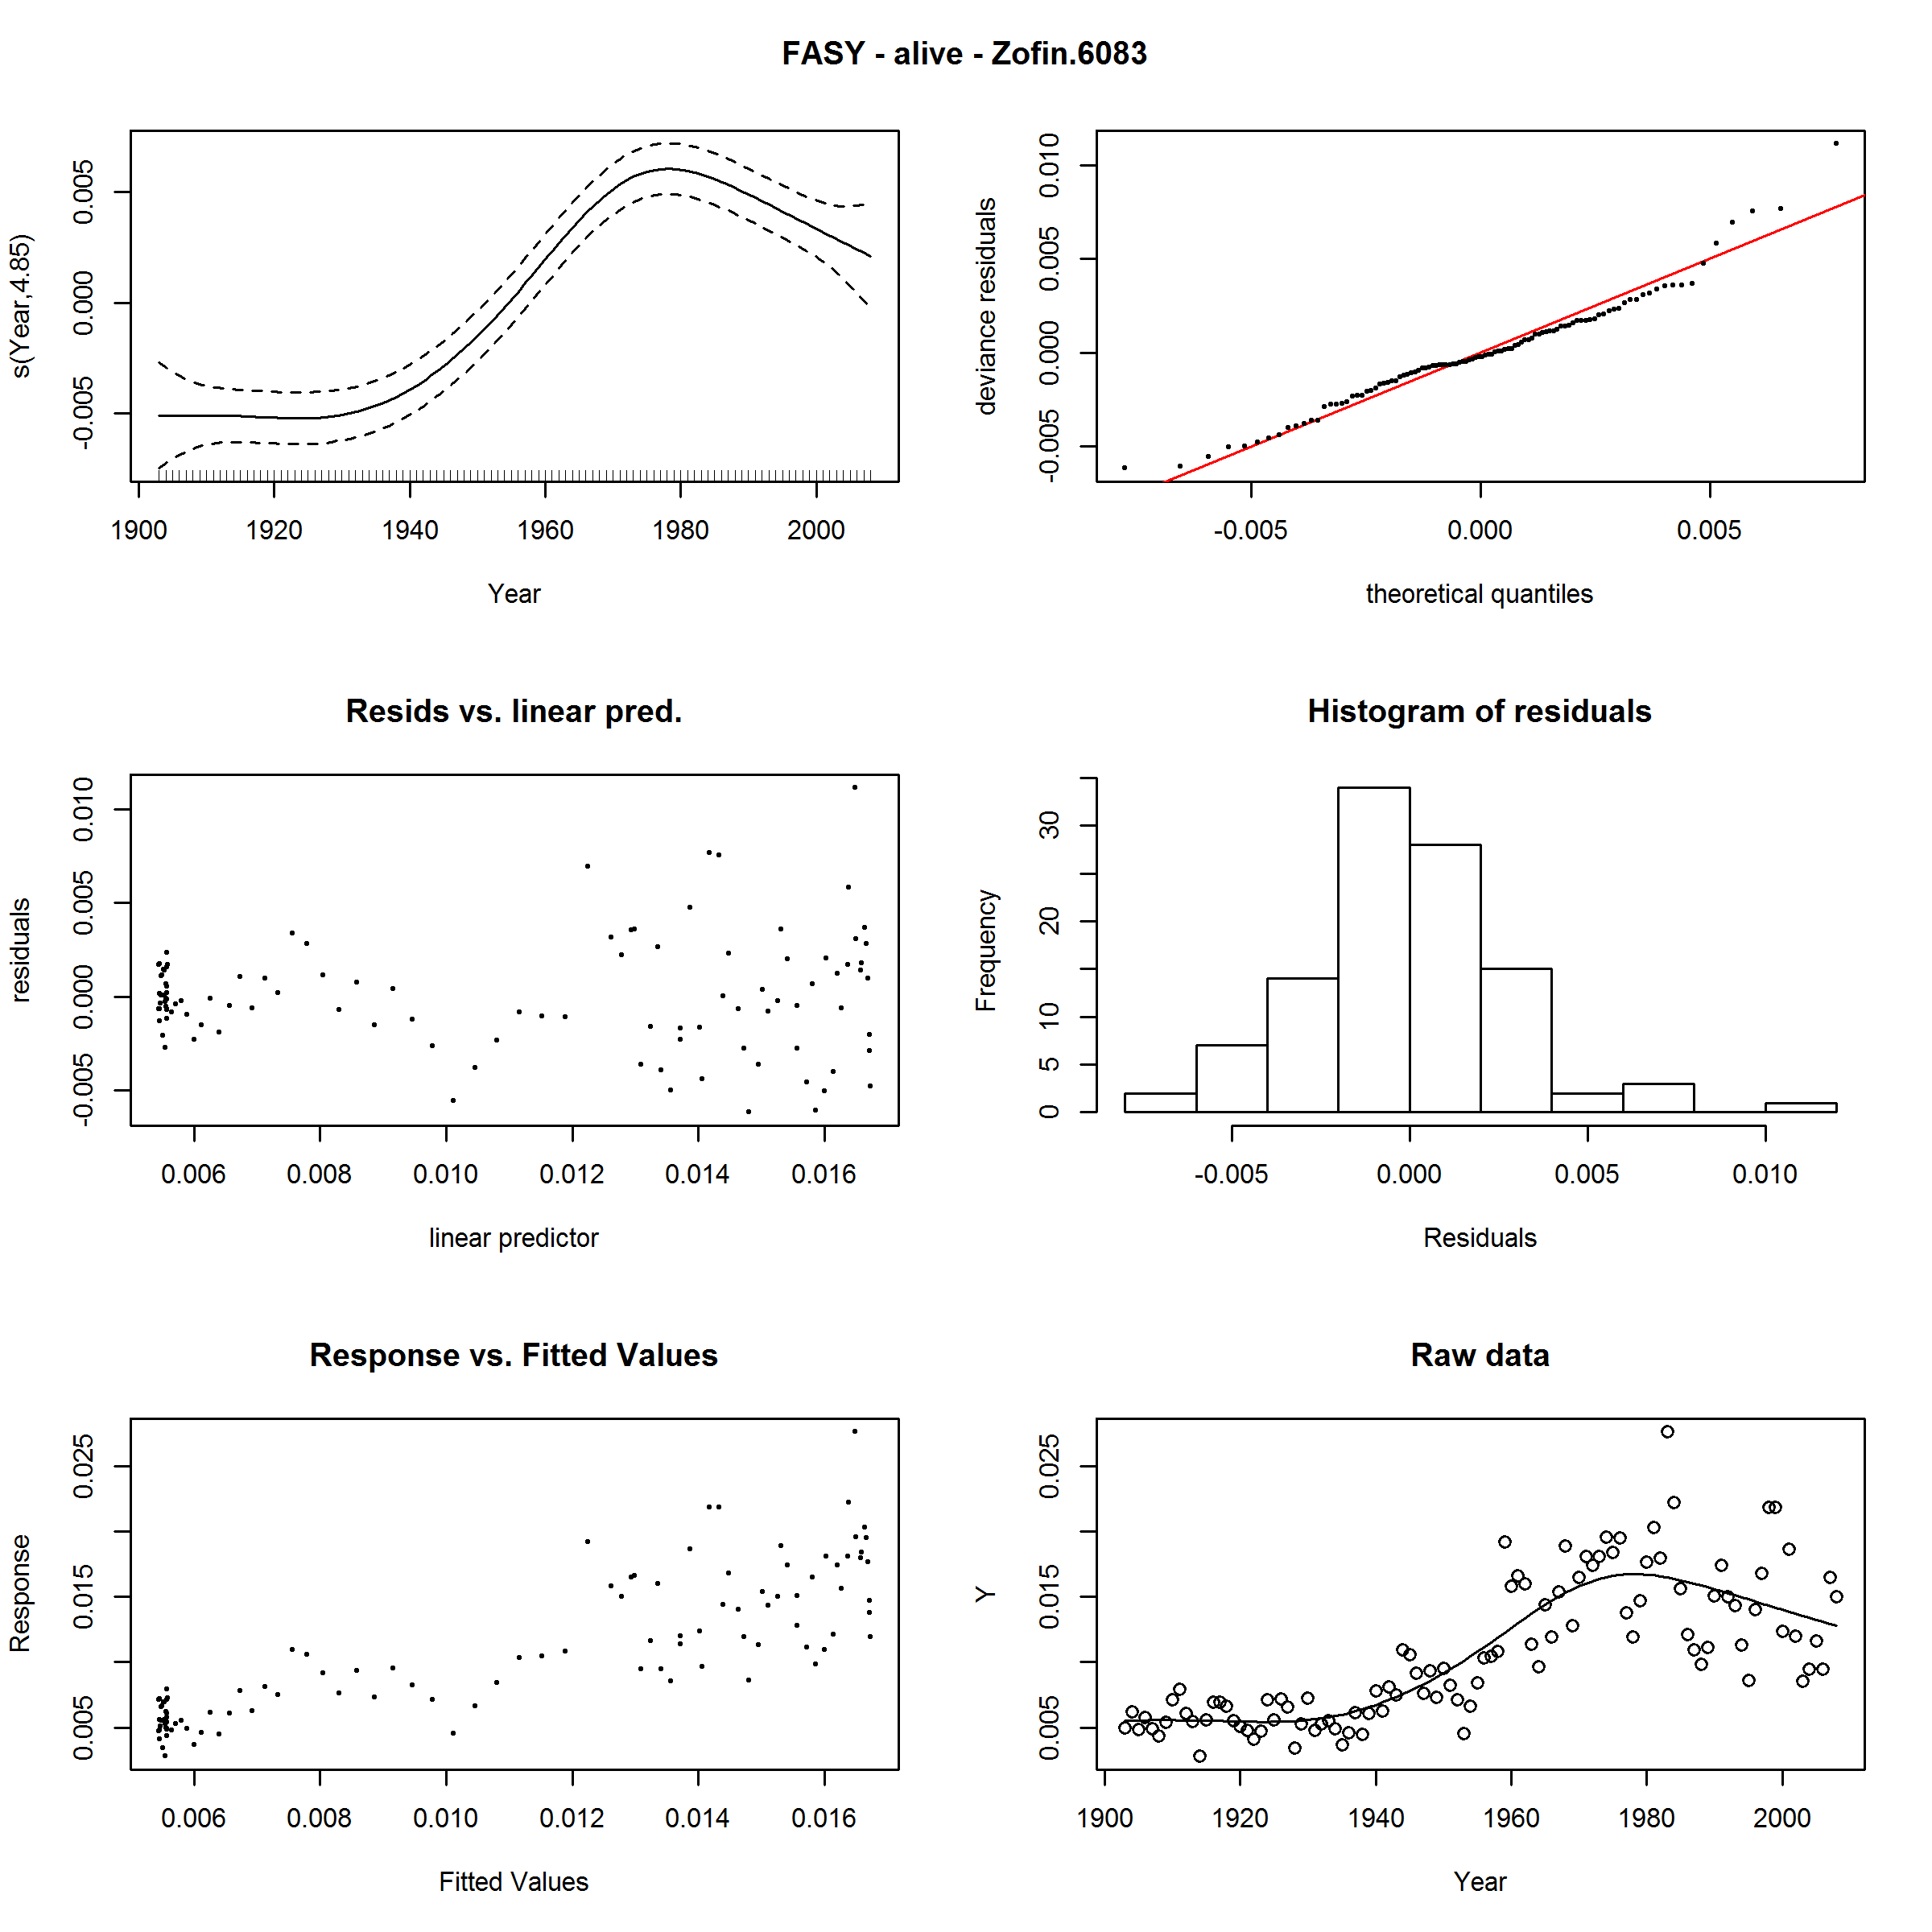 FASY - alive - Zofin.6083
s(Year,4.85)
-0.005 0.000 0.005
1900 1920 1940 1960 1980 2000
Year
deviance residuals
-0.005 0.000 0.005 0.010
-0.005 0.000 0.005
theoretical quantiles
Resids vs. linear pred.
residuals
-0.005 0.000 0.005 0.010
0.006 0.008 0.010 0.012 0.014 0.016
linear predictor
Histogram of residuals
Frequency
0 5 10 20 30
-0.005 0.000 0.005 0.010
Residuals
Response vs. Fitted Values
Response
0.005 0.015 0.025
0.006 0.008 0.010 0.012 0.014 0.016
Fitted Values
Raw data
Y
0.005 0.015 0.025
1900 1920 1940 1960 1980 2000
Year